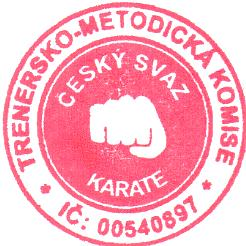 TRENERSKO-METODICKÁ KOMISE
ČESKÝ SVAZ
KARATE
* IČ: 00540897 *